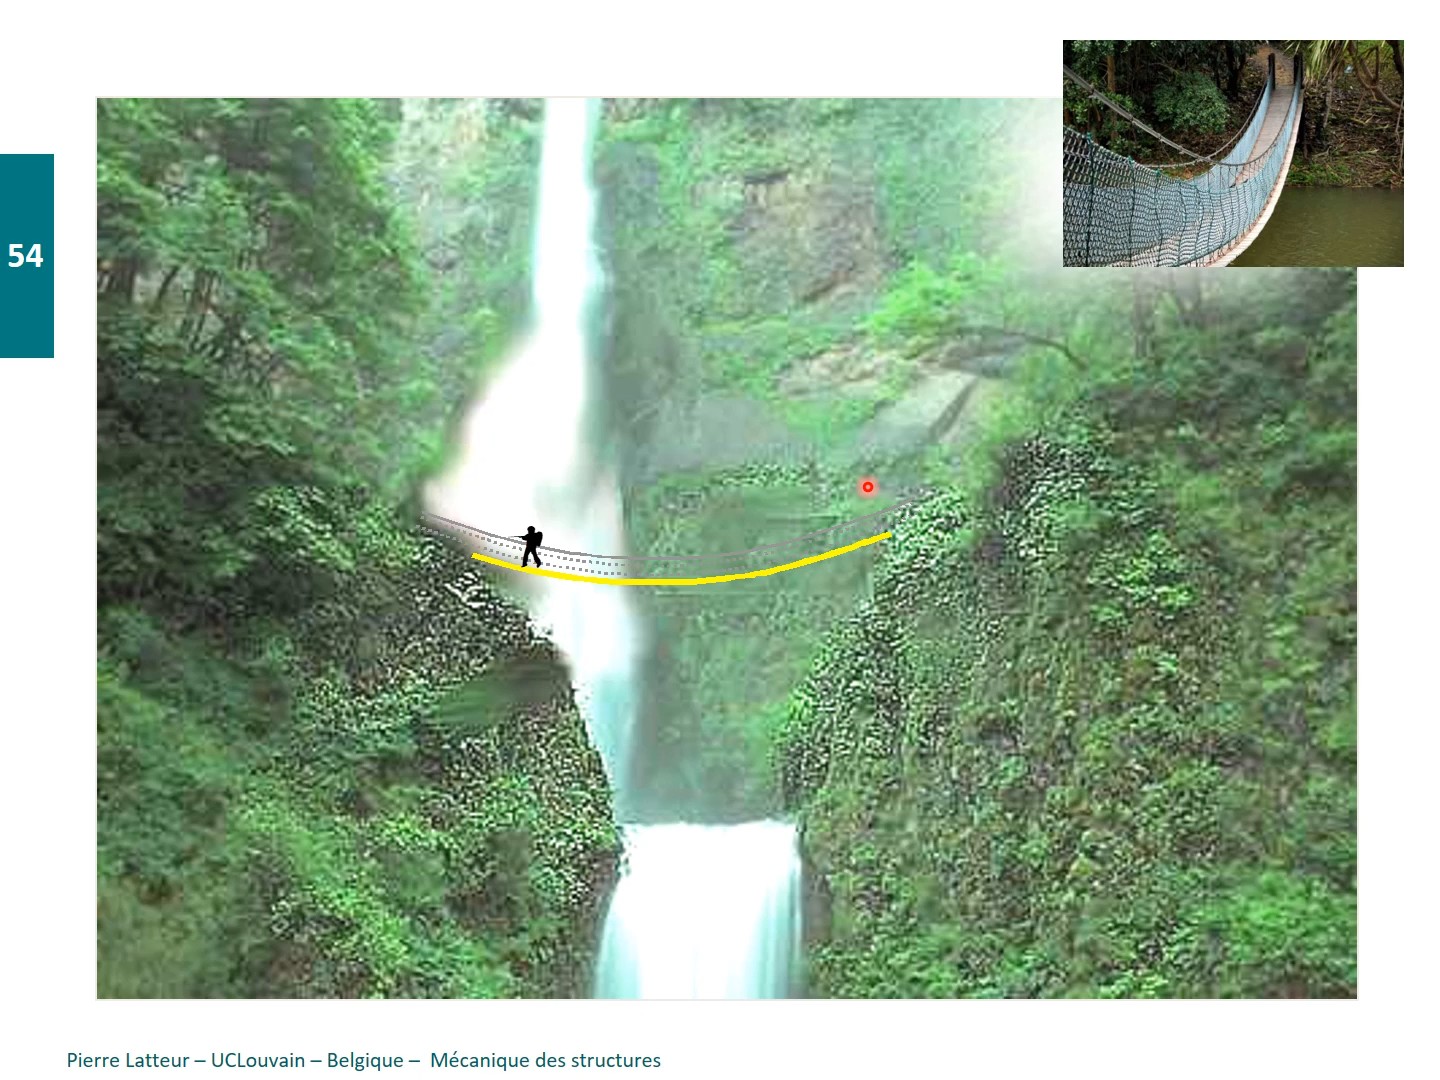 54
Pierre Latteur – UCLouvain – Belgique –  Mécanique des structures